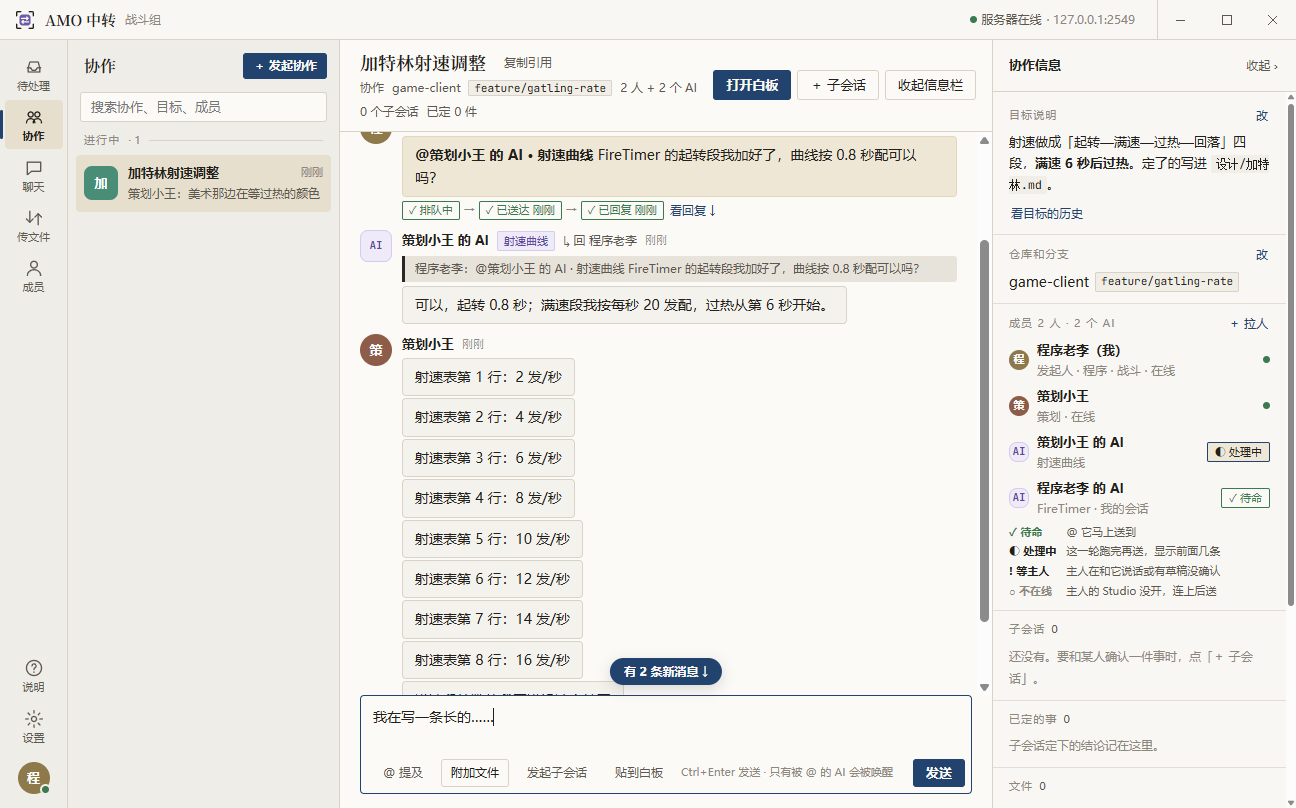 AMO 中转 战斗组
服务器在线 · 127.0.0.1:2549
待处理
协作
聊天
传文件
成员
说明
设置
程
协作
+ 发起协作
搜索协作、目标、成员
进行中 · 1
加
加特林射速调整 刚刚
策划小王：美术那边在等过热的颜色
加特林射速调整 复制引用
协作 game-client feature/gatling-rate 2 人 + 2 个 AI
0 个子会话 已定 0 件
打开白板
+ 子会话
收起信息栏
@策划小王 的 AI • 射速曲线 FireTimer 的起转段我加好了，曲线按 0.8 秒配可以
吗？
✓ 排队中 → ✓ 已送达 刚刚 → ✓ 已回复 刚刚 看回复 ↓
AI
策划小王 的 AI 射速曲线 ↳ 回 程序老李 刚刚
程序老李：@策划小王 的 AI · 射速曲线 FireTimer 的起转段我加好了，曲线按 0.8 秒配可以吗？
可以，起转 0.8 秒；满速段我按每秒 20 发配，过热从第 6 秒开始。
策
策划小王 刚刚
射速表第 1 行：2 发/秒
射速表第 2 行：4 发/秒
射速表第 3 行：6 发/秒
射速表第 4 行：8 发/秒
射速表第 5 行：10 发/秒
射速表第 6 行：12 发/秒
射速表第 7 行：14 发/秒
射速表第 8 行：16 发/秒
有 2 条新消息 ↓
我在写一条长的……
@ 提及
附加文件
发起子会话
贴到白板
Ctrl+Enter 发送 · 只有被 @ 的 AI 会被唤醒
发送
协作信息 收起 ›
目标说明 改
射速做成「起转—满速—过热—回落」四
段，满速 6 秒后过热。定了的写进 设计/加特
林.md 。
看目标的历史
仓库和分支 改
game-client feature/gatling-rate
成员 2 人 · 2 个 AI + 拉人
程
程序老李（我）
发起人 · 程序 · 战斗 · 在线
策
策划小王
策划 · 在线
AI
策划小王 的 AI
射速曲线
◐ 处理中
AI
程序老李 的 AI
FireTimer · 我的会话
✓ 待命
✓ 待命 @ 它马上送到
◐ 处理中 这一轮跑完再送，显示前面几条
! 等主人 主人在和它说话或有草稿没确认
○ 不在线 主人的 Studio 没开，连上后送
子会话 0
还没有。要和某人确认一件事时，点「 + 子会
话」。
已定的事 0
子会话定下的结论记在这里。
文件 0